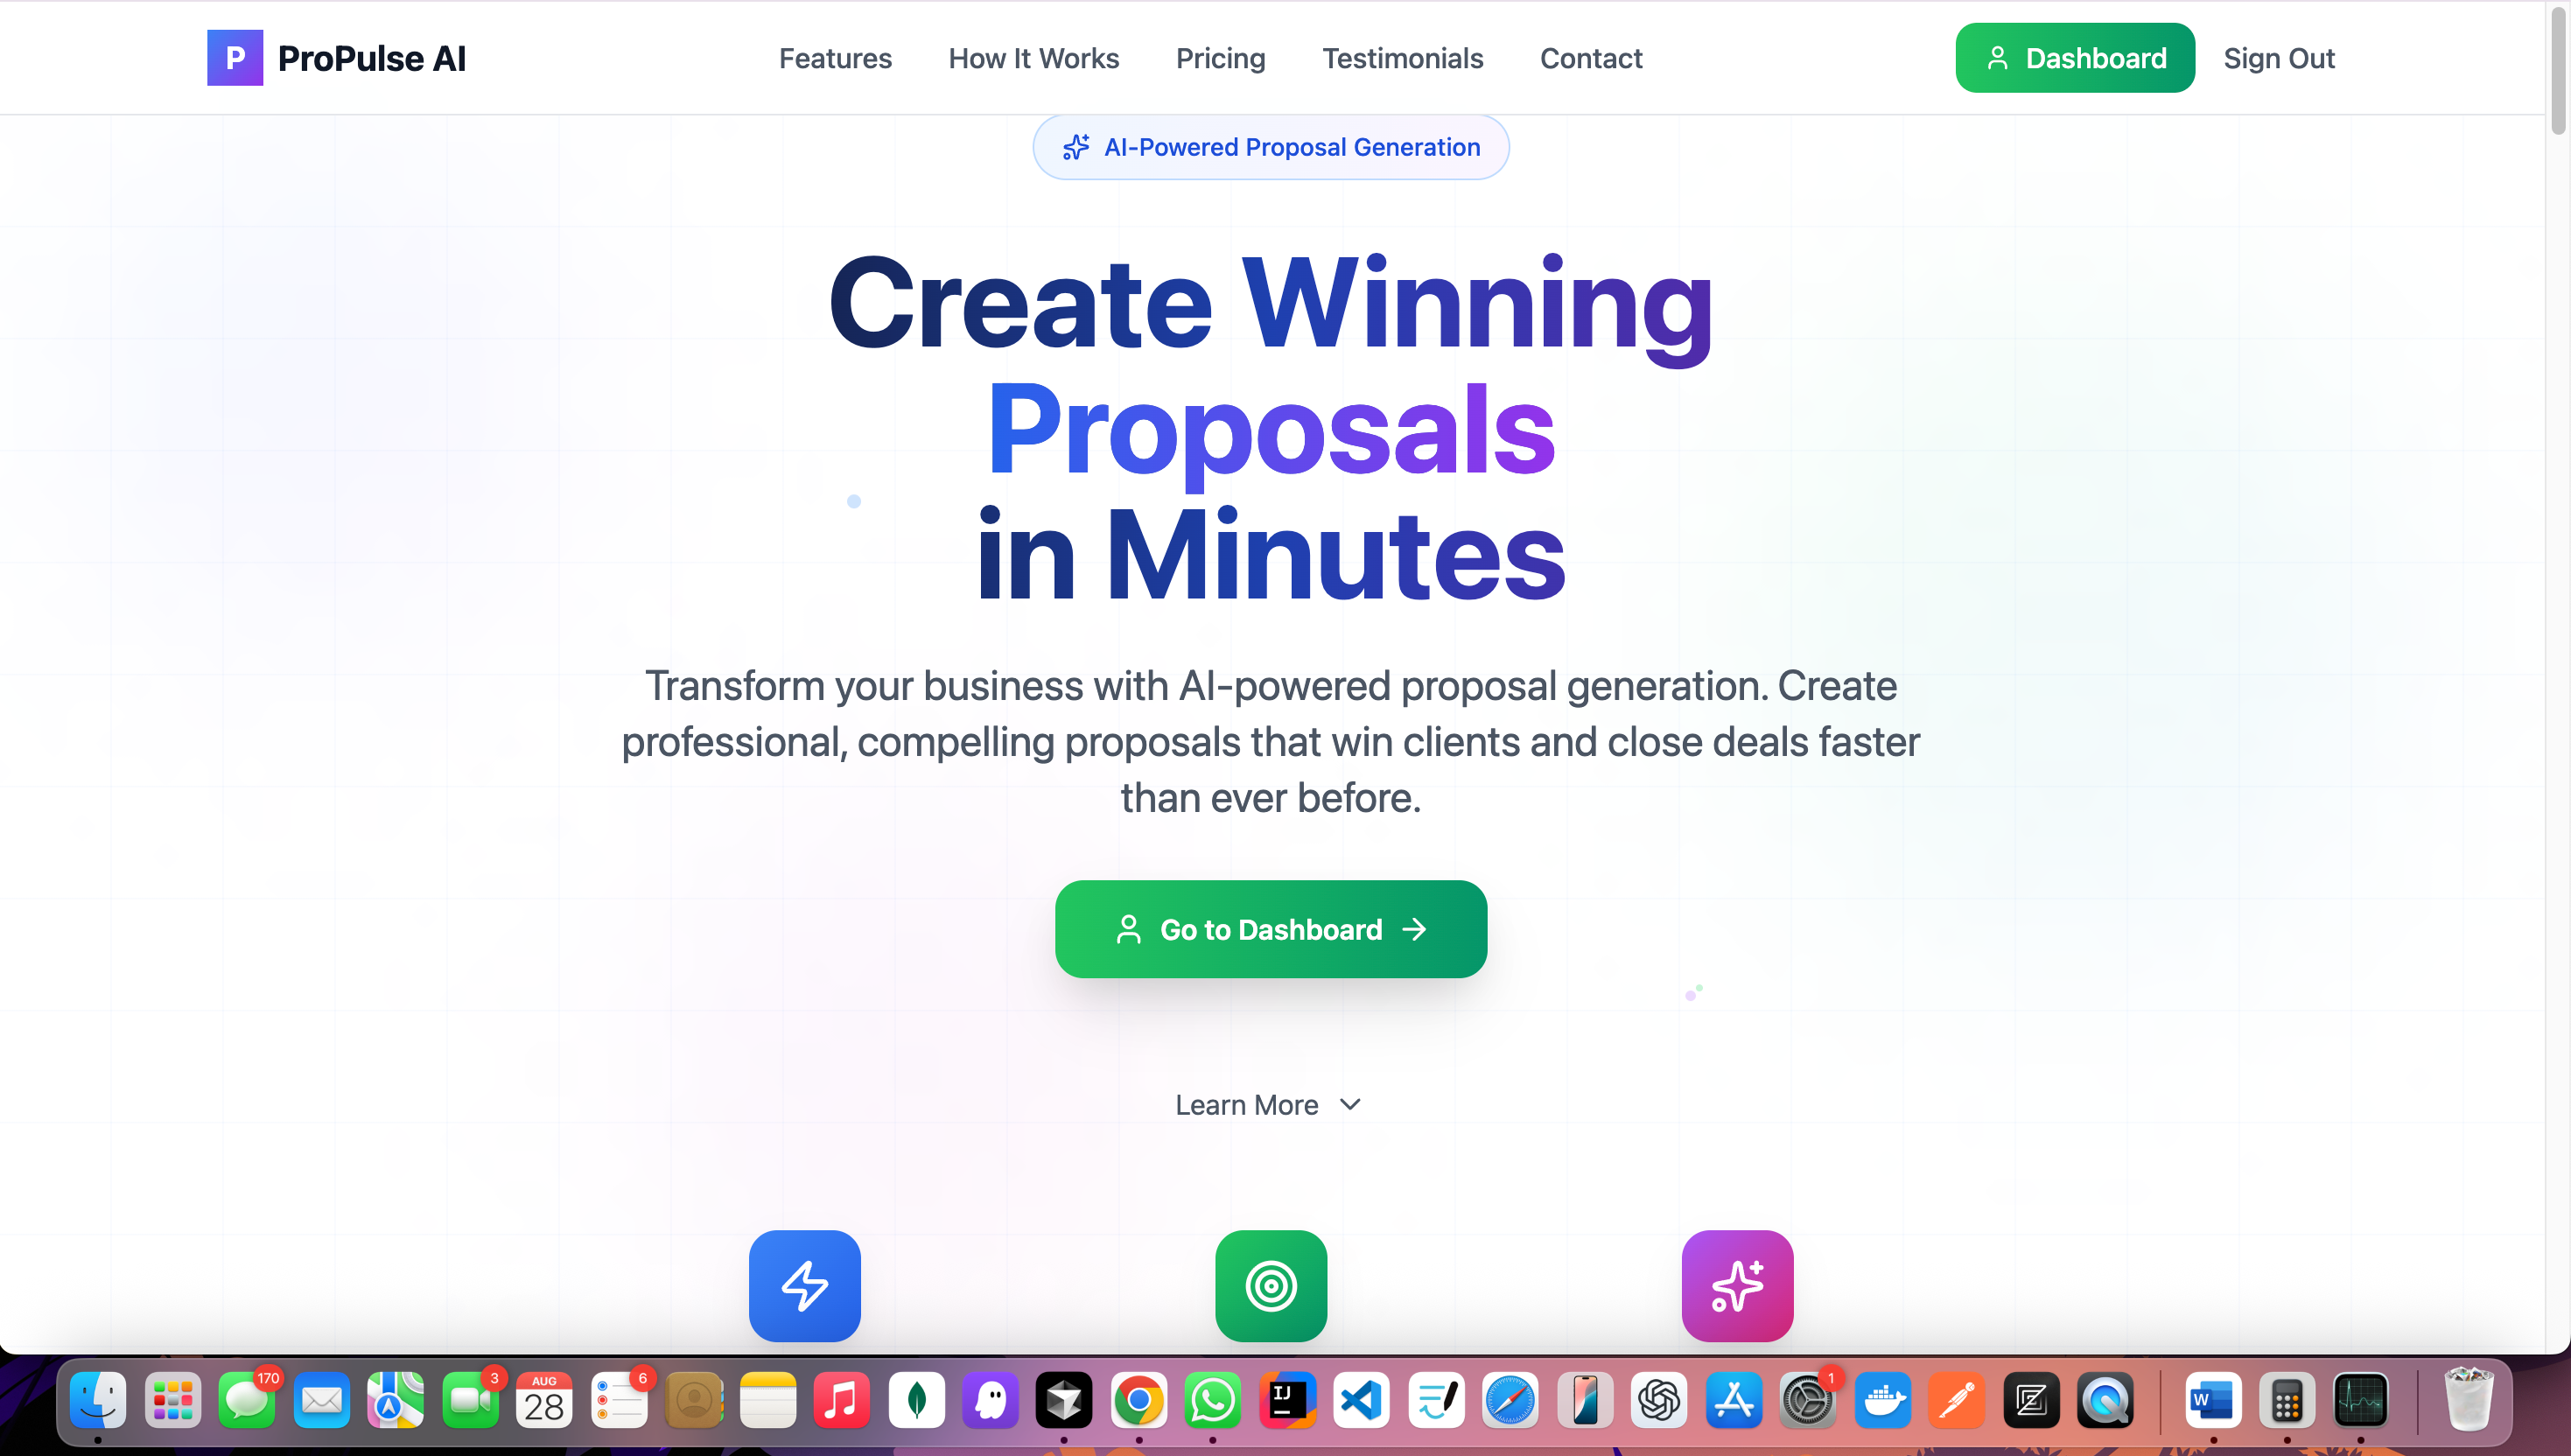 P ProPulse AI
Features How It Works Pricing Testimonials Contact
Dashboard Sign Out
AI-Powered Proposal Generation
Create Winning
Proposals
in Minutes
Transform your business with AI-powered proposal generation. Create
professional, compelling proposals that win clients and close deals faster
than ever before.
Go to Dashboard
Learn More
170
3
AUG
28
6
IJ
1
W